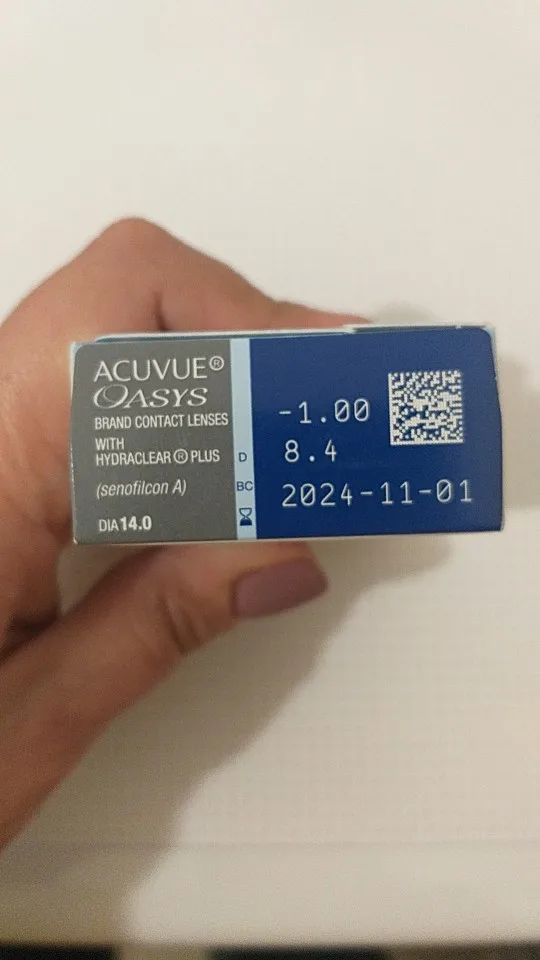 ACUVUE®
OASYS
BRAND CONTACT LENSES
WITH
HYDRACLEAR ® PLUS
(senofilcon A)
DIA 14.0
D
BC
-1.00
8.4
2024-11-01